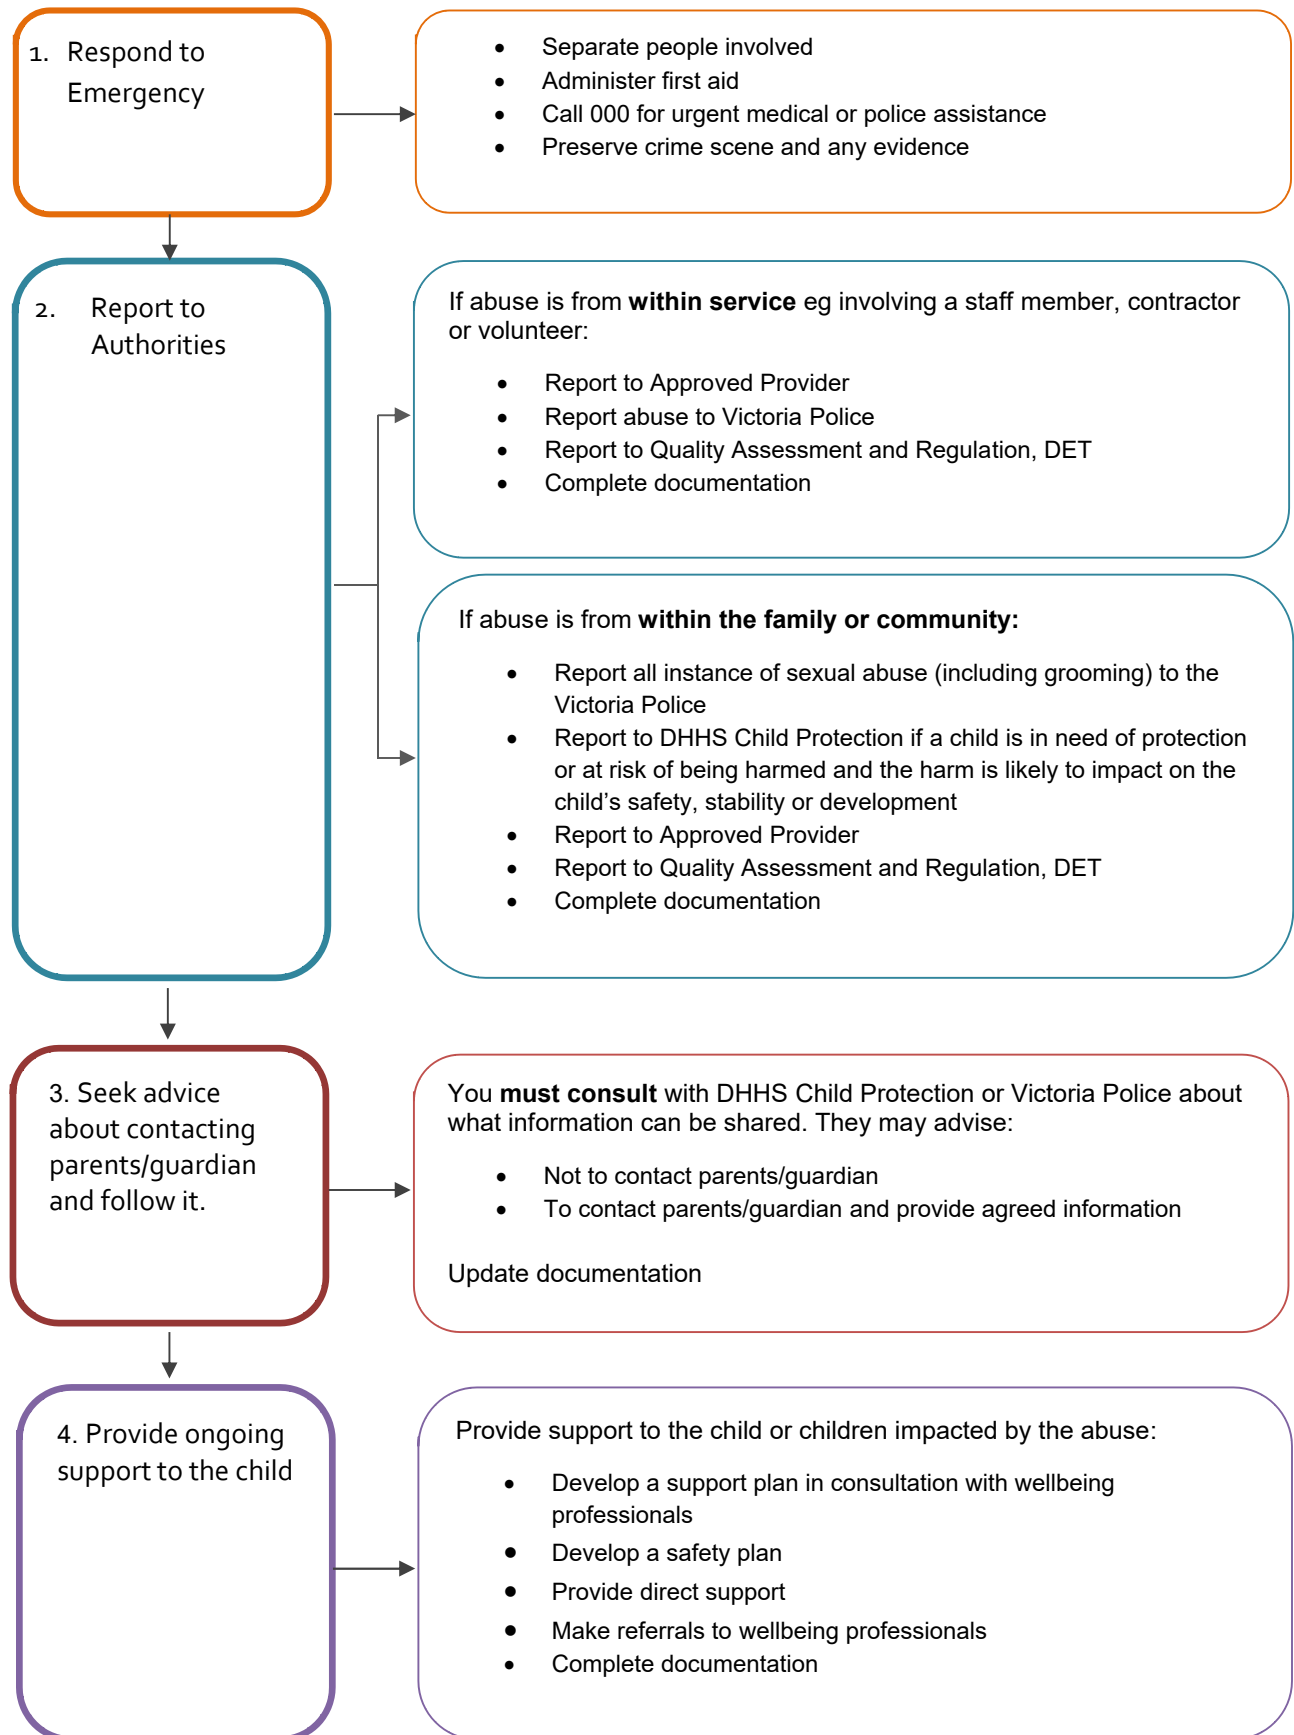 1. Respond to
Emergency
• Separate people involved
• Administer first aid
• Call 000 for urgent medical or police assistance
• Preserve crime scene and any evidence
2. Report to
Authorities
If abuse is from within service eg involving a staff member, contractor
or volunteer:
• Report to Approved Provider
• Report abuse to Victoria Police
• Report to Quality Assessment and Regulation, DET
• Complete documentation
If abuse is from within the family or community:
• Report all instance of sexual abuse (including grooming) to the
Victoria Police
• Report to DHHS Child Protection if a child is in need of protection
or at risk of being harmed and the harm is likely to impact on the
child’s safety, stability or development
• Report to Approved Provider
• Report to Quality Assessment and Regulation, DET
• Complete documentation
3. Seek advice
about contacting
parents/guardian
and follow it.
You must consult with DHHS Child Protection or Victoria Police about
what information can be shared. They may advise:
• Not to contact parents/guardian
• To contact parents/guardian and provide agreed information
Update documentation
4. Provide ongoing
support to the child
Provide support to the child or children impacted by the abuse:
• Develop a support plan in consultation with wellbeing
professionals
• Develop a safety plan
• Provide direct support
• Make referrals to wellbeing professionals
• Complete documentation